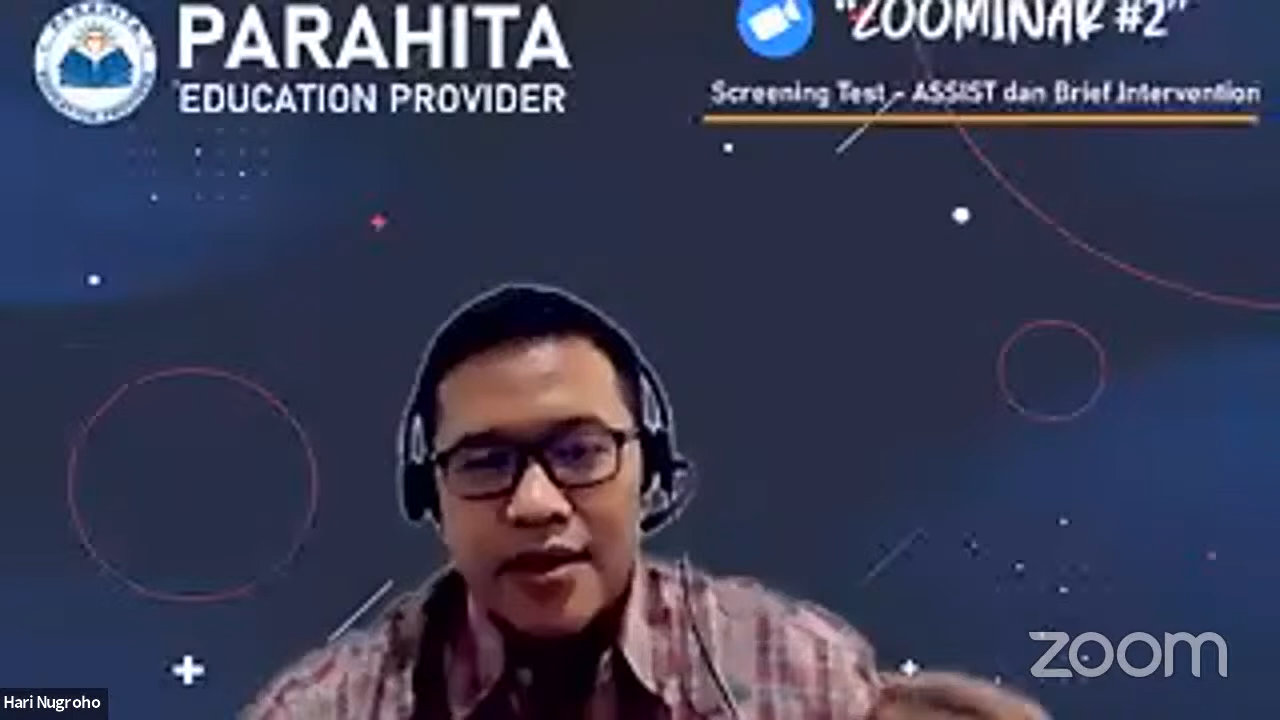 PARAHITA
EDUCATION PROVIDER
"ZOOMINAR #2"
Screening Test - ASSIST dan Brief Intervention
zoom
Hari Nugroho